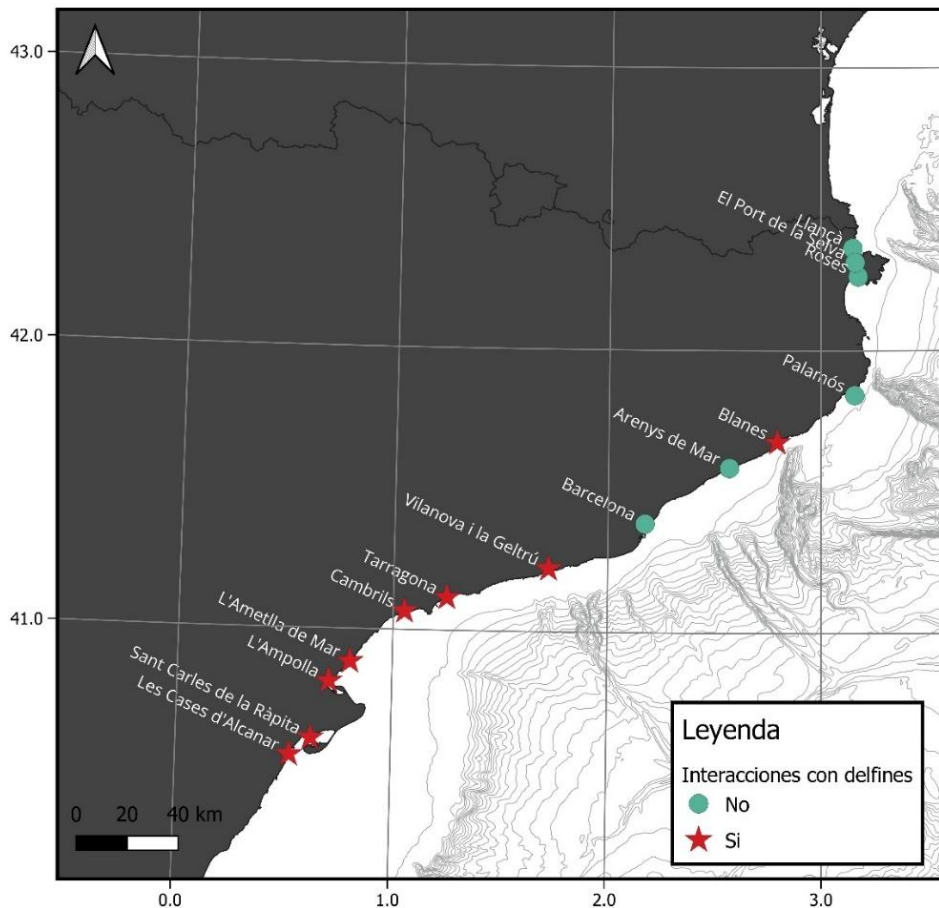 43.0
Llançà
El Port de la Selva
Roses
42.0
Palamós
Blanes
Arenys de Mar
Barcelona
Vilanova i la Geltrú
Tarragona
Cambrils
41.0
L'Ametlla de Mar
L'Ampolla
Sant Carles de la Ràpita
Les Cases d'Alcanar
Leyenda
Interacciones con delfines
No
Si
0 20 40 km
0.0 1.0 2.0 3.0